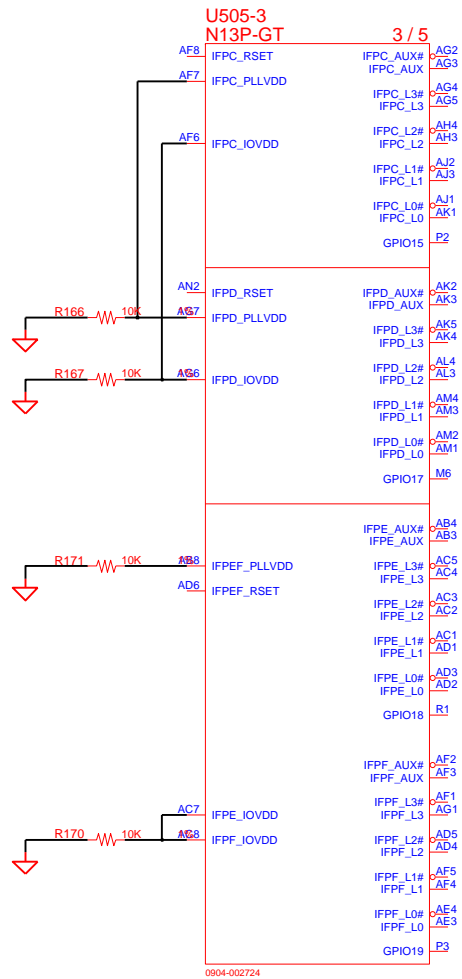 U505-3
N13P-GT 3 / 5
AF8 IFPC_RSET IFPC_AUX# AG2
IFPC_AUX AG3
AF7 IFPC_PLLVDD
IFPC_L3# AG4
IFPC_L3 AG5
IFPC_L2# AH4
AF6 IFPC_IOVDD IFPC_L2 AH3
IFPC_L1# AJ2
IFPC_L1 AJ3
IFPC_L0# AJ1
IFPC_L0 AK1
GPIO15 P2
AN2 IFPD_RSET IFPD_AUX# AK2
IFPD_AUX AK3
R166 10K AG7 IFPD_PLLVDD
IFPD_L3# AK5
IFPD_L3 AK4
IFPD_L2# AL4
R167 10K AG6 IFPD_IOVDD IFPD_L2 AL3
IFPD_L1# AM4
IFPD_L1 AM3
IFPD_L0# AM2
IFPD_L0 AM1
GPIO17 M6
IFPE_AUX# AB4
IFPE_AUX AB3
R171 10K AB8 IFPEF_PLLVDD IFPE_L3# AC5
IFPE_L3 AC4
AD6 IFPEF_RSET
IFPE_L2# AC3
IFPE_L2 AC2
IFPE_L1# AC1
IFPE_L1 AD1
IFPE_L0# AD3
IFPE_L0 AD2
GPIO18 R1
IFPF_AUX# AF2
IFPF_AUX AF3
IFPF_L3# AF1
AC7 IFPE_IOVDD IFPF_L3 AG1
R170 10K AG8 IFPF_IOVDD IFPF_L2# AD5
IFPF_L2 AD4
IFPF_L1# AF5
IFPF_L1 AF4
IFPF_L0# AE4
IFPF_L0 AE3
GPIO19 P3
0904-002724